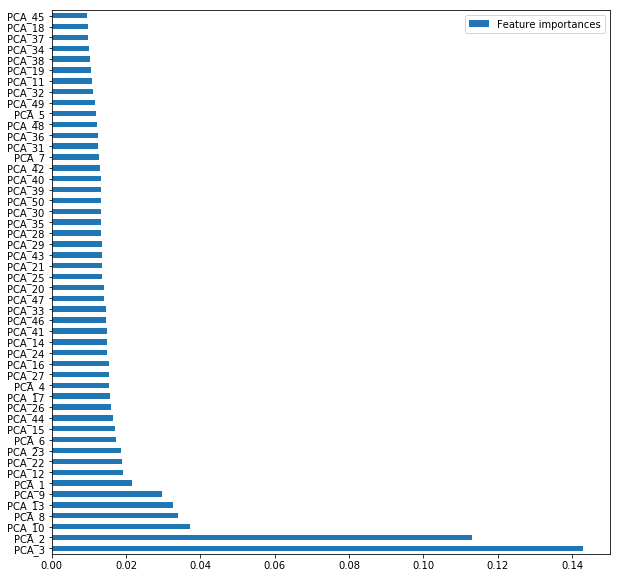 Feature importances
PCA_45
PCA_18
PCA_37
PCA_34
PCA_38
PCA_19
PCA_11
PCA_32
PCA_49
PCA_5
PCA_48
PCA_36
PCA_31
PCA_7
PCA_42
PCA_40
PCA_39
PCA_50
PCA_30
PCA_35
PCA_28
PCA_29
PCA_43
PCA_21
PCA_25
PCA_20
PCA_47
PCA_33
PCA_46
PCA_41
PCA_14
PCA_24
PCA_16
PCA_27
PCA_4
PCA_17
PCA_26
PCA_44
PCA_15
PCA_6
PCA_23
PCA_22
PCA_12
PCA_1
PCA_9
PCA_13
PCA_8
PCA_10
PCA_2
PCA_3
0.00 0.02 0.04 0.06 0.08 0.10 0.12 0.14